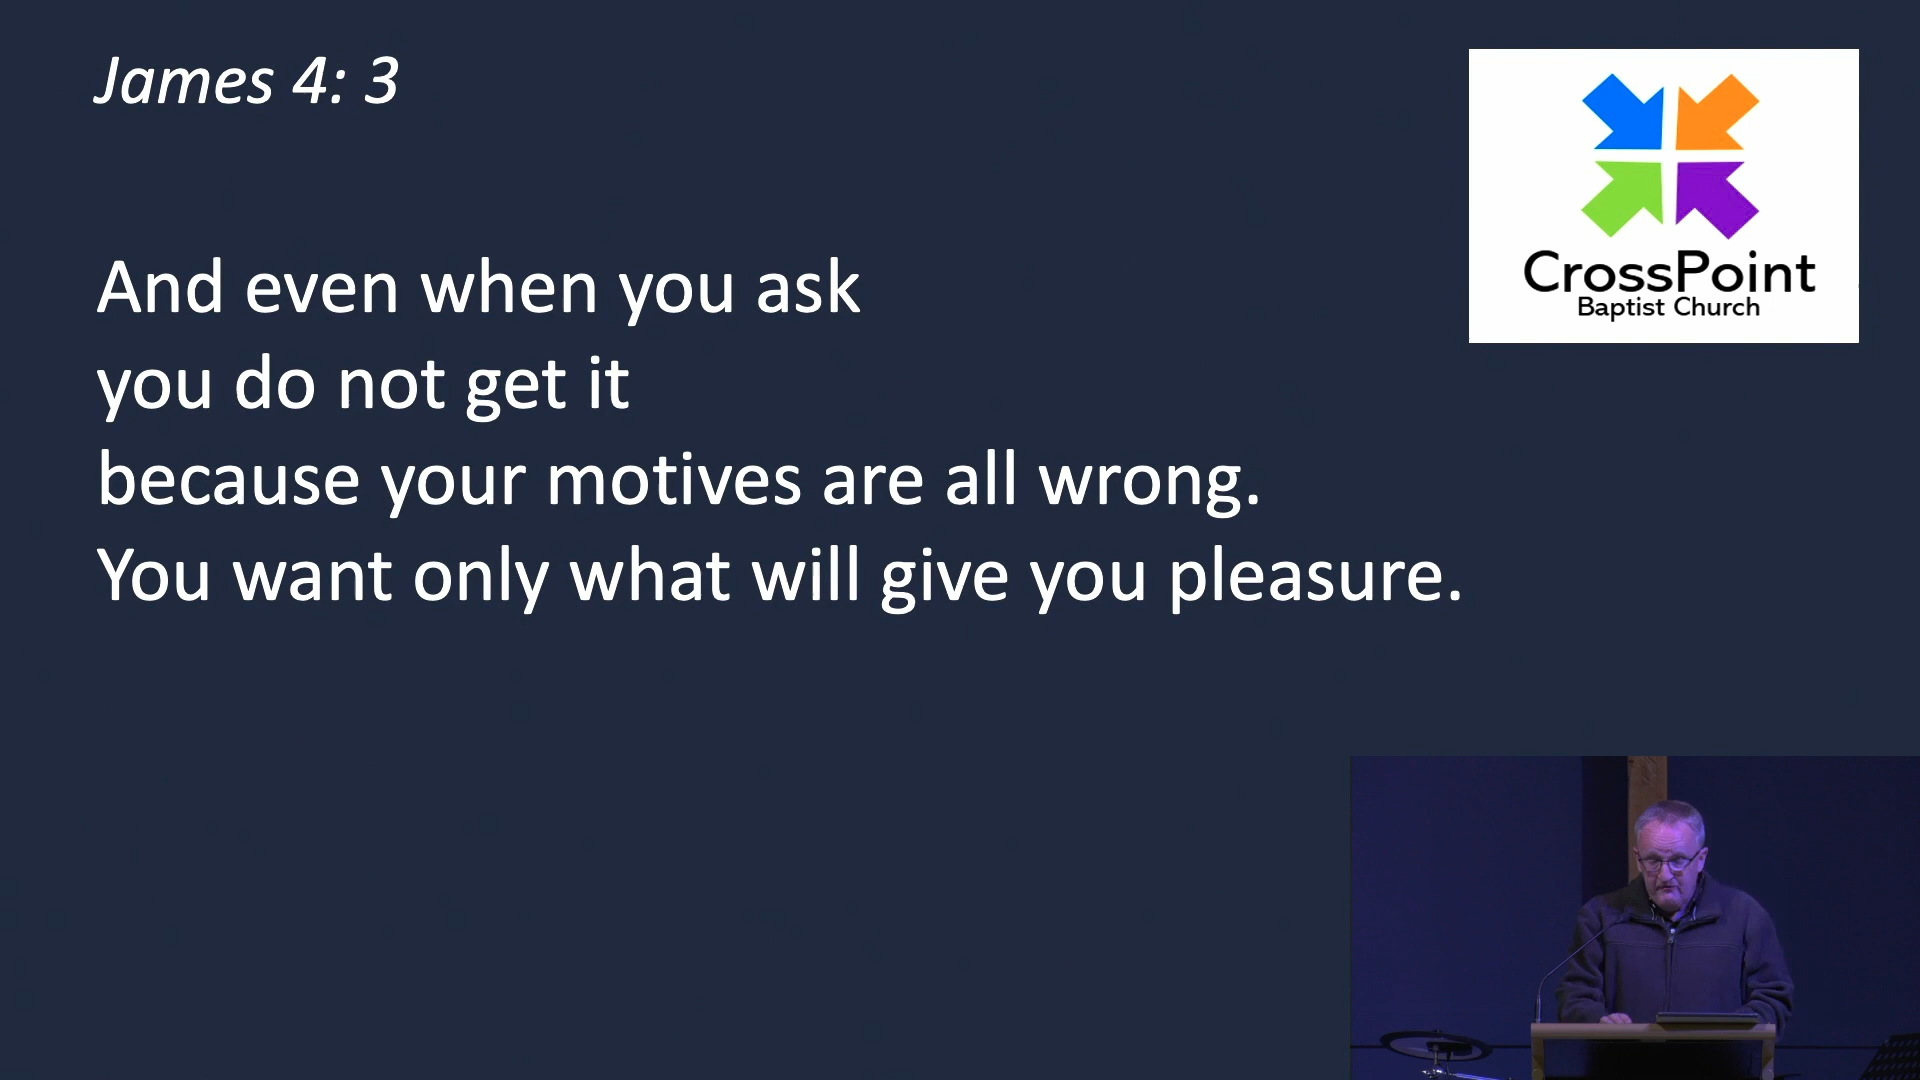 James 4: 3
And even when you ask
you do not get it
because your motives are all wrong.
You want only what will give you pleasure.
CrossPoint
Baptist Church